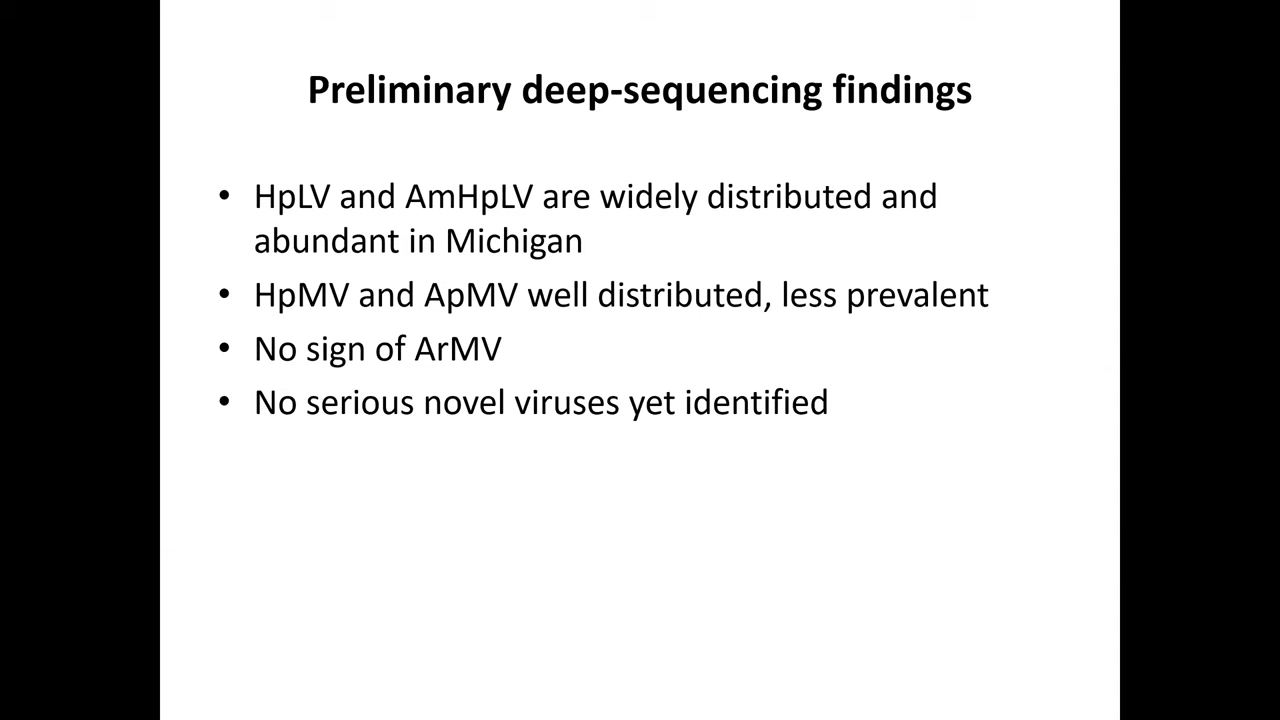 Preliminary deep-sequencing findings
• HpLV and AmHpLV are widely distributed and
abundant in Michigan
• HpMV and ApMV well distributed, less prevalent
• No sign of ArMV
• No serious novel viruses yet identified